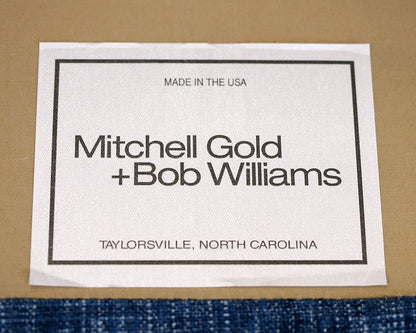 MADE IN THE USA
Mitchell Gold
+Bob Williams
TAYLORSVILLE, NORTH CAROLINA